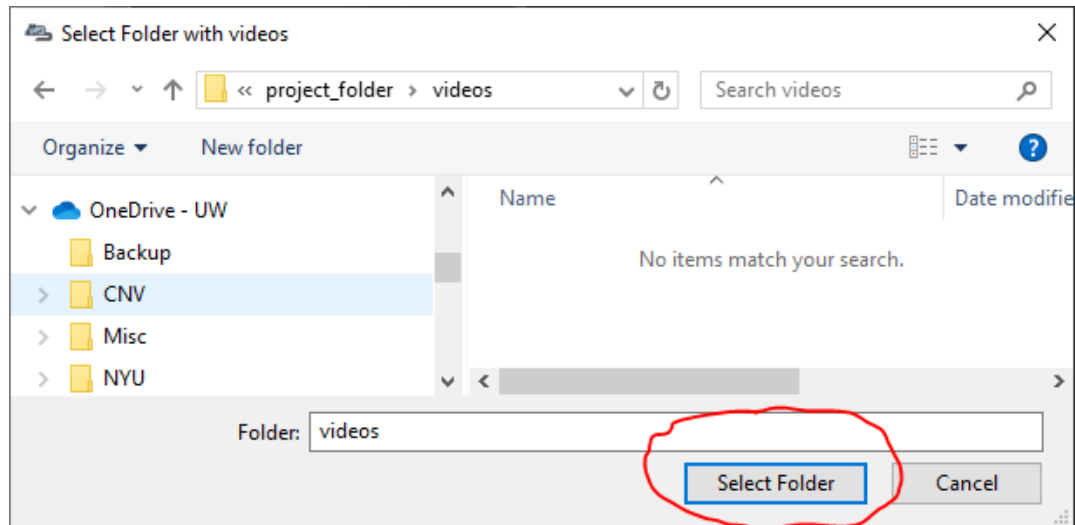 Select Folder with videos
« project_folder > videos
Search videos
Organize
New folder
?
OneDrive - UW
Backup
CNV
Misc
NYU
Name
Date modifie
No items match your search.
Folder:
videos
Select Folder
Cancel